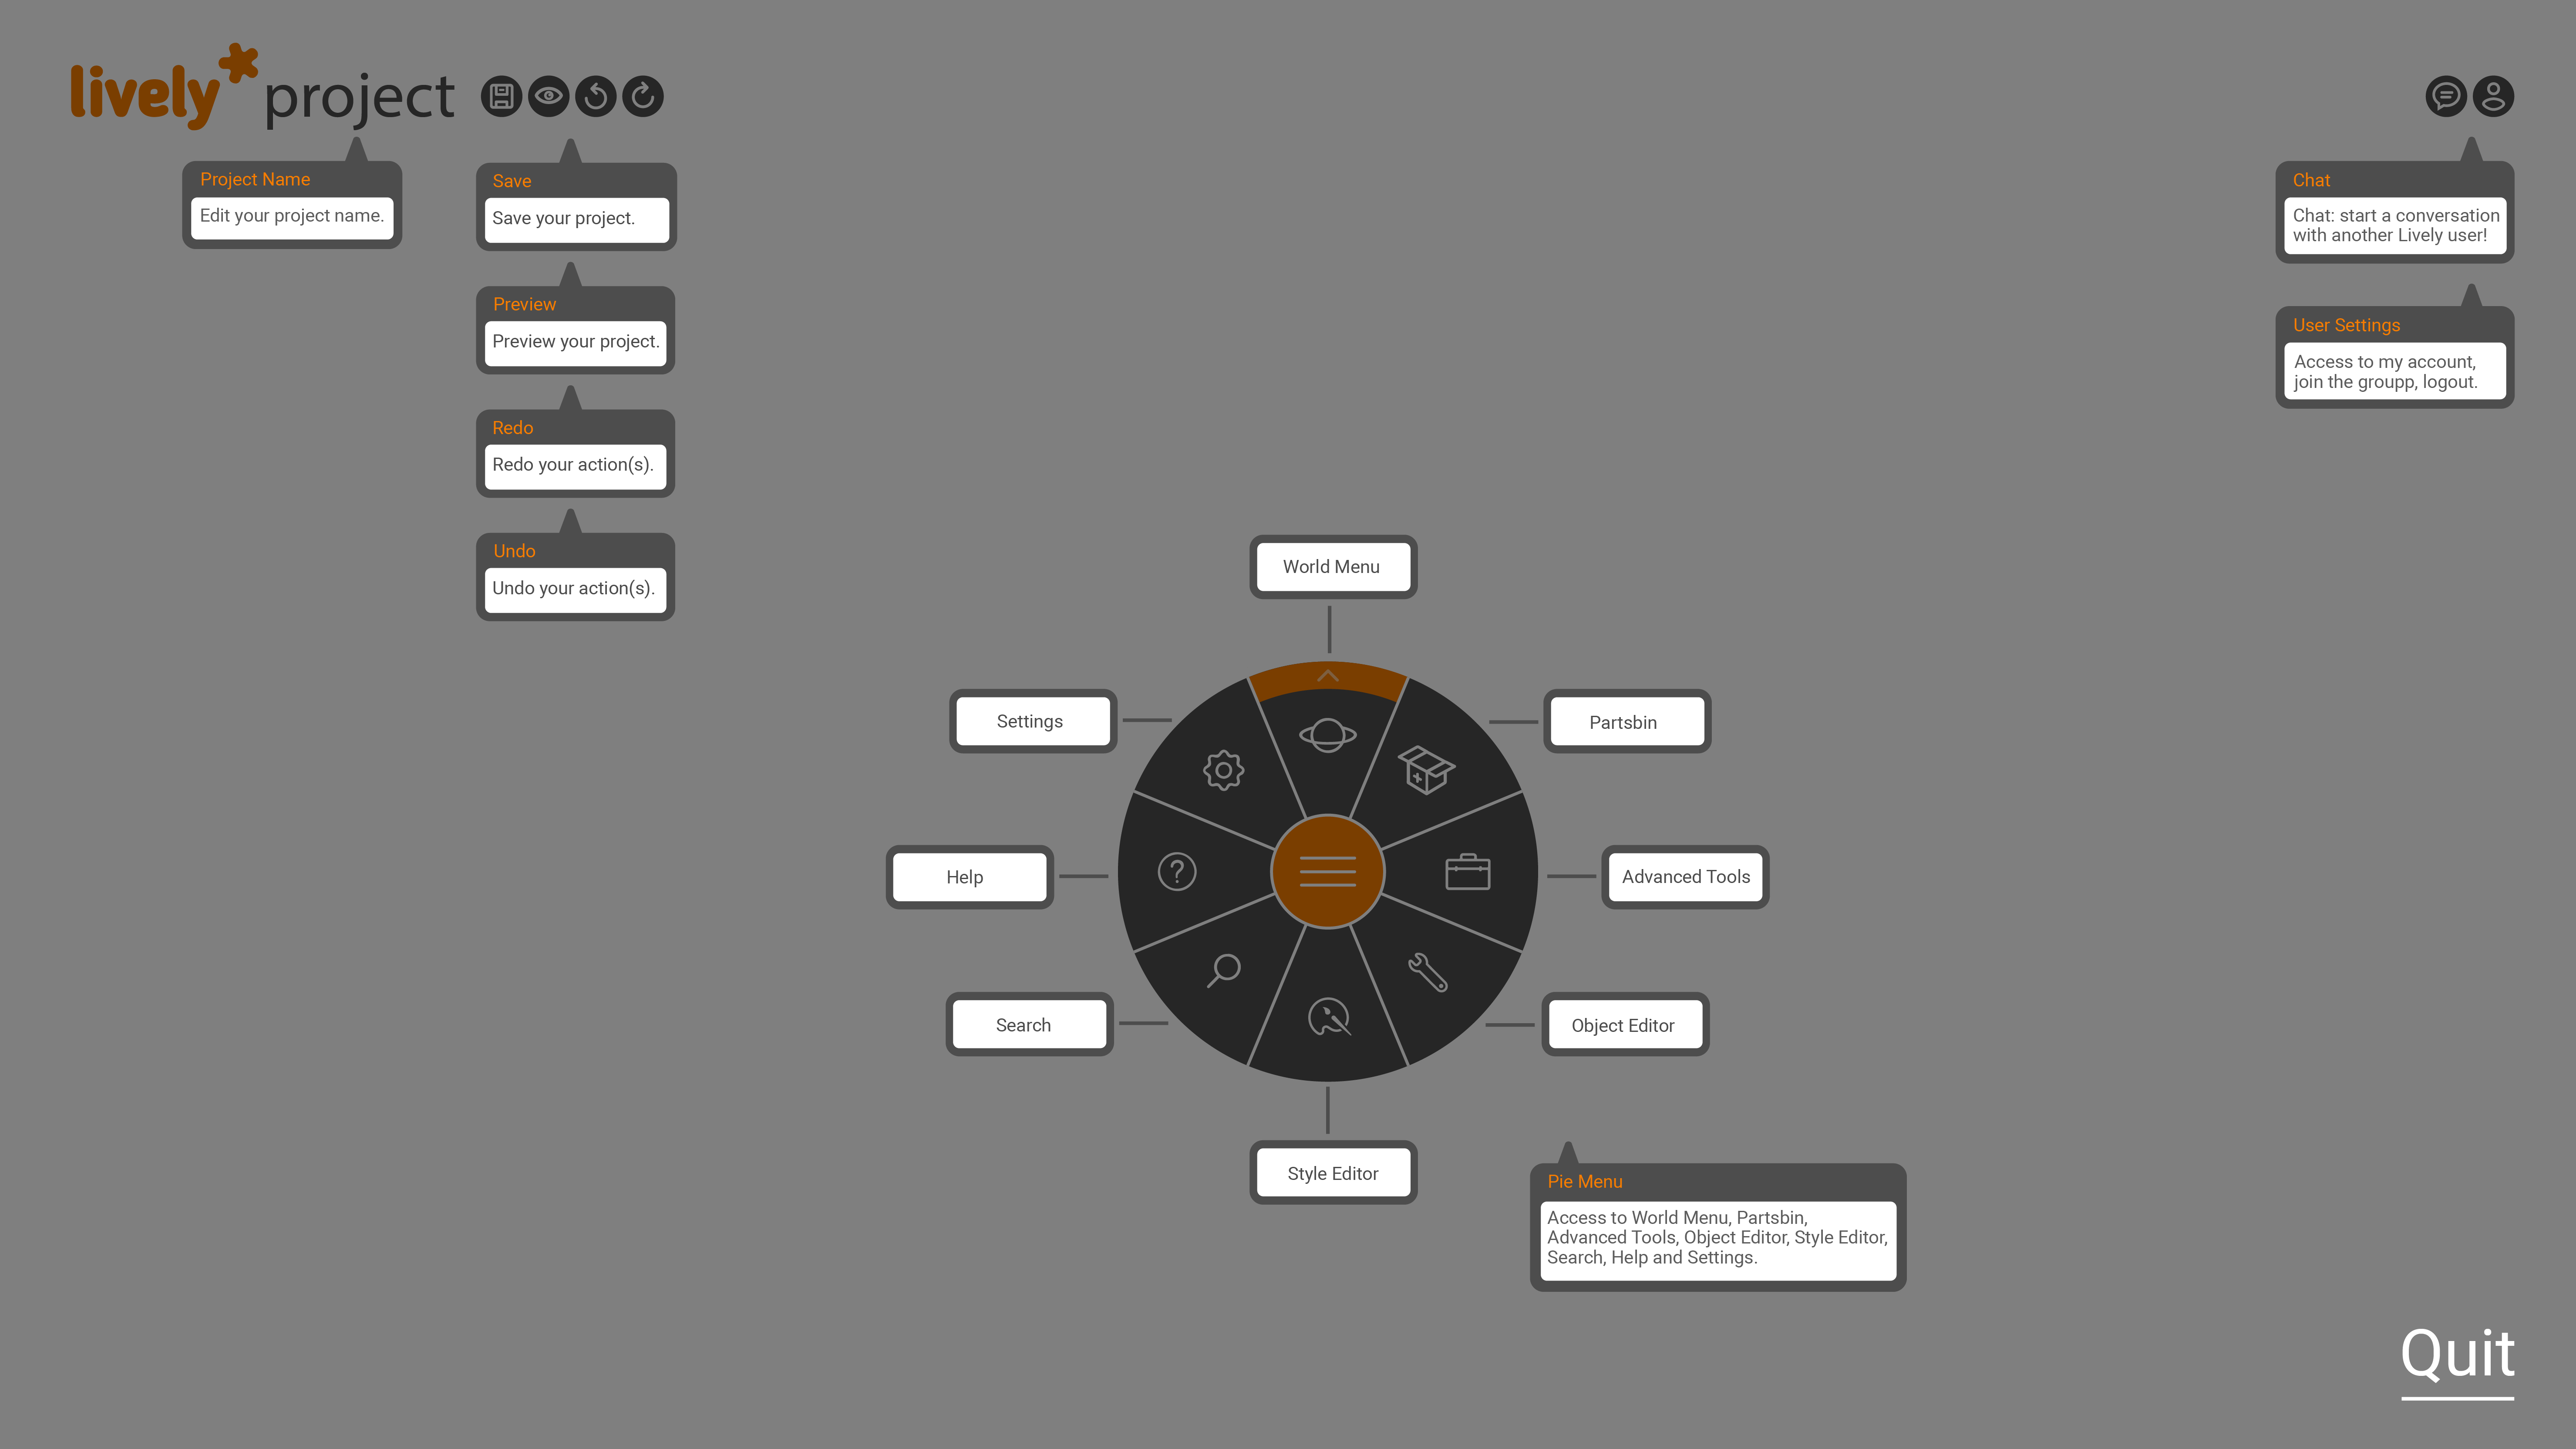 lively project
Project Name
Edit your project name.
Save
Save your project.
Preview
Preview your project.
Redo
Redo your action(s).
Undo
Undo your action(s).
Chat
Chat: start a conversation
with another Lively user!
User Settings
Access to my account,
join the groupp, logout.
World Menu
Settings
Partsbin
Help
?
Advanced Tools
Search
Object Editor
Style Editor
Pie Menu
Access to World Menu, Partsbin,
Advanced Tools, Object Editor, Style Editor,
Search, Help and Settings.
Quit